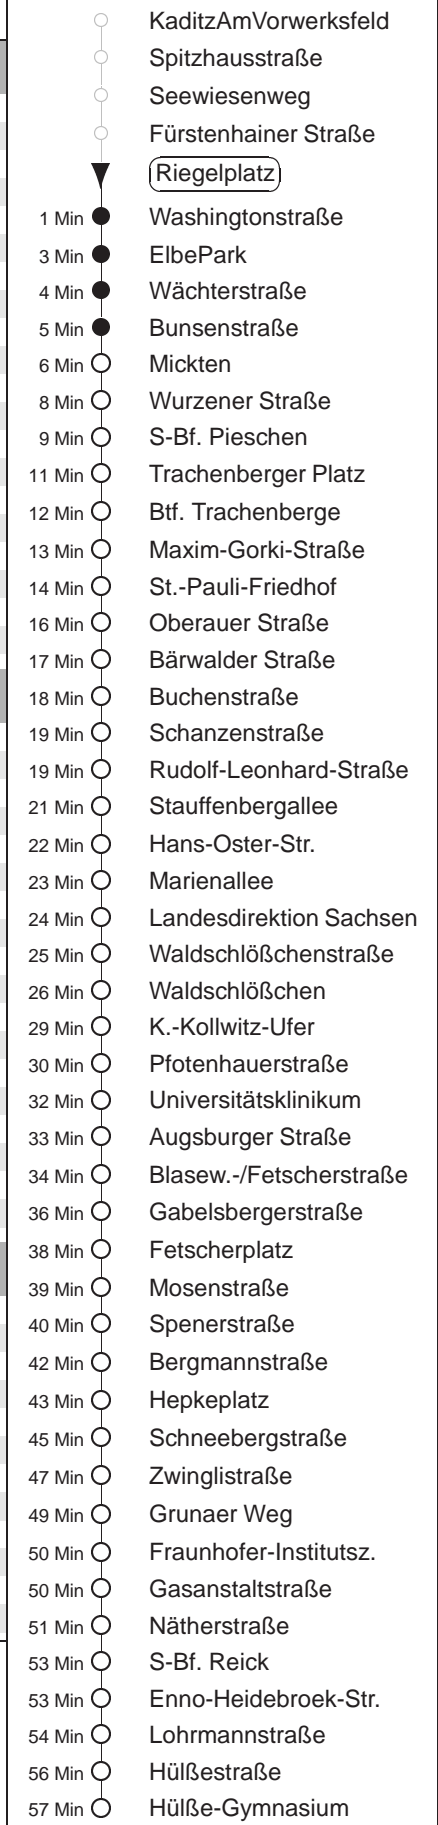 KaditzAmVorwerksfeld
Spitzhausstraße
Seewiesenweg
Fürstenhainer Straße
Riegelplatz
1 Min Washingtonstraße
3 Min ElbePark
4 Min Wächterstraße
5 Min Bunsenstraße
6 Min Mickten
8 Min Wurzener Straße
9 Min S-Bf. Pieschen
11 Min Trachenberger Platz
12 Min Btf. Trachenberge
13 Min Maxim-Gorki-Straße
14 Min St.-Pauli-Friedhof
16 Min Oberauer Straße
17 Min Bärwalder Straße
18 Min Buchenstraße
19 Min Schanzenstraße
19 Min Rudolf-Leonhard-Straße
21 Min Stauffenbergallee
22 Min Hans-Oster-Str.
23 Min Marienallee
24 Min Landesdirektion Sachsen
25 Min Waldschlößchenstraße
26 Min Waldschlößchen
29 Min K.-Kollwitz-Ufer
30 Min Pfotenhauerstraße
32 Min Universitätsklinikum
33 Min Augsburger Straße
34 Min Blasew.-/Fetscherstraße
36 Min Gabelsbergerstraße
38 Min Fetscherplatz
39 Min Mosenstraße
40 Min Spenerstraße
42 Min Bergmannstraße
43 Min Hepkeplatz
45 Min Schneebergstraße
47 Min Zwinglistraße
49 Min Grunaer Weg
50 Min Fraunhofer-Institutsz.
50 Min Gasanstaltstraße
51 Min Nätherstraße
53 Min S-Bf. Reick
53 Min Enno-Heidebroek-Str.
54 Min Lohrmannstraße
56 Min Hülßestraße
57 Min Hülße-Gymnasium